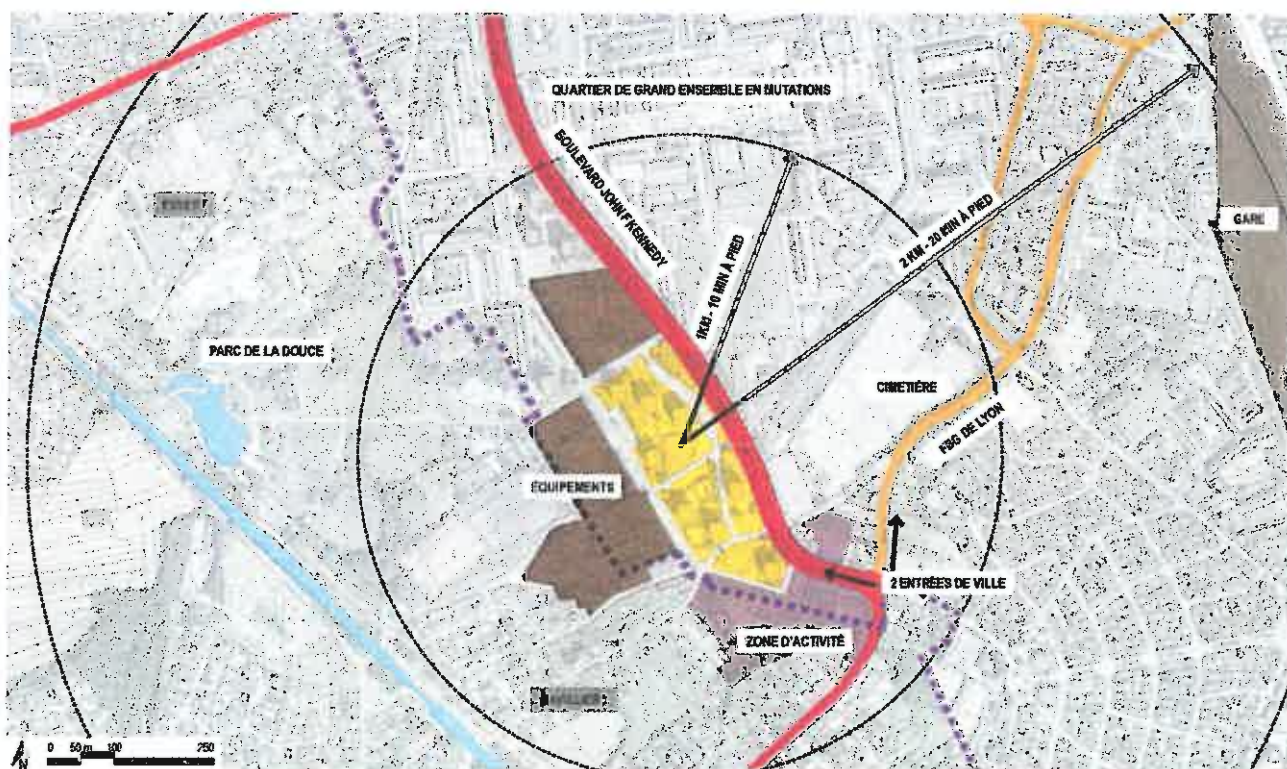 QUARTIER DE GRAND ENSEMBLE EN MUTATIONS
BOULEVARD JOHN F KENNEDY
1KM - 10 MIN À PIED
2 KM - 20 MIN À PIED
GARE
PARC DE LA DOUCE
CIMETIÈRE
FBG DE LYON
ÉQUIPEMENTS
2 ENTRÉES DE VILLE
ZONE D'ACTIVITÉ
N
0 50 m 100 250